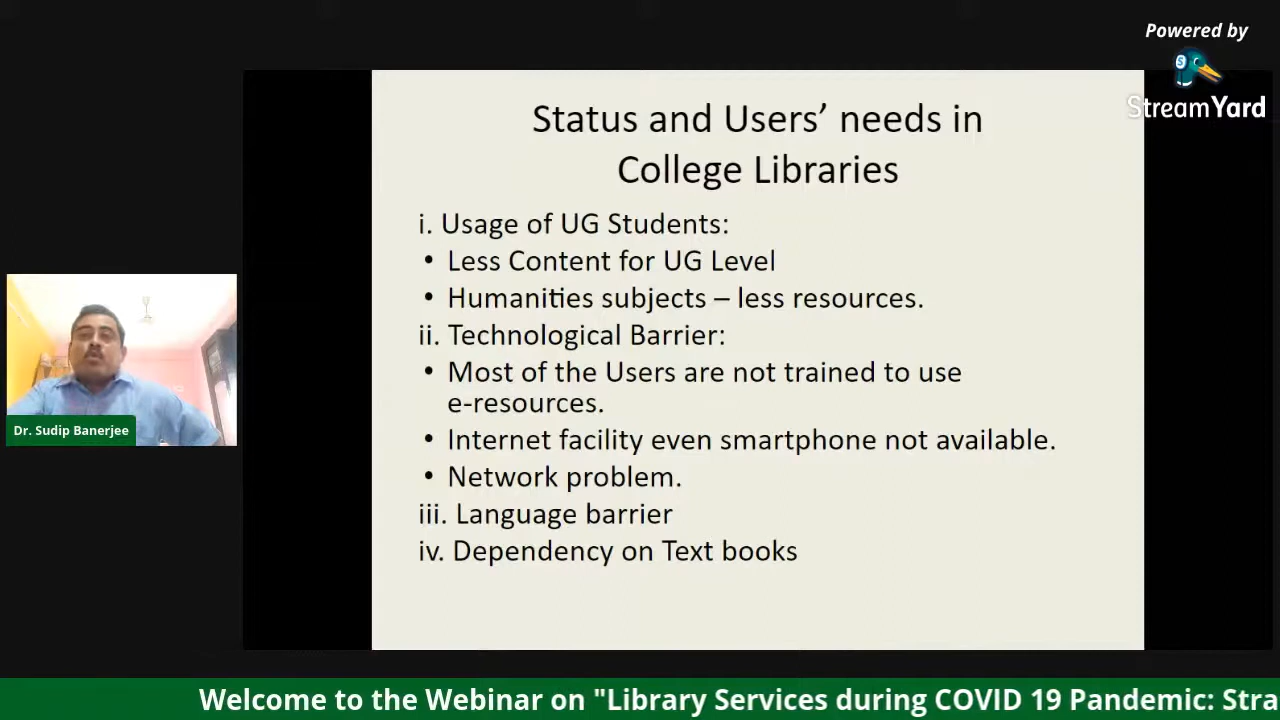 Powered by
StreamYard
Status and Users’ needs in
College Libraries
i. Usage of UG Students:
• Less Content for UG Level
• Humanities subjects – less resources.
ii. Technological Barrier:
• Most of the Users are not trained to use
e-resources.
• Internet facility even smartphone not available.
• Network problem.
iii. Language barrier
iv. Dependency on Text books
Dr. Sudip Banerjee
Welcome to the Webinar on "Library Services during COVID 19 Pandemic: Stra